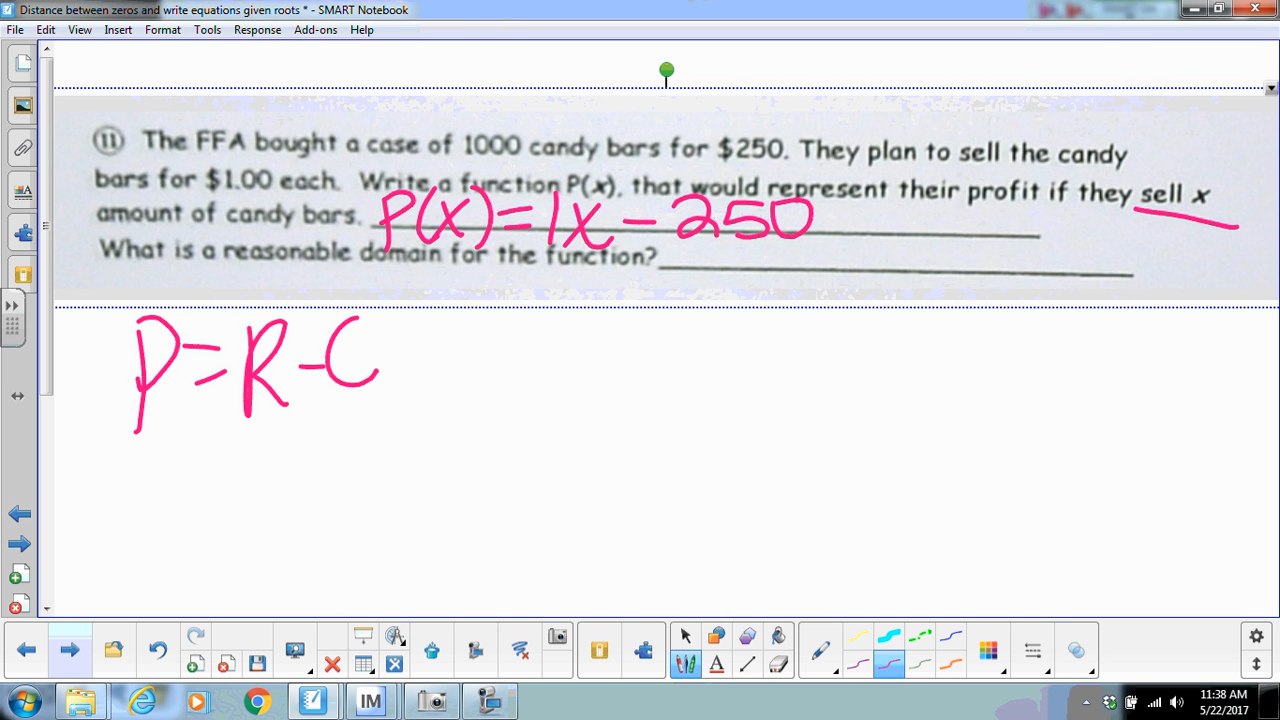 Distance between zeros and write equations given roots * - SMART Notebook
File Edit View Insert Format Tools Response Add-ons Help
⑪ The FFA bought a case of 1000 candy bars for $250. They plan to sell the candy
bars for $1.00 each. Write a function P(x), that would represent their profit if they sell x
amount of candy bars. P(x)=1x-250
What is a reasonable domain for the function?
P=R-C
A
IM
11:38 AM
5/22/2017